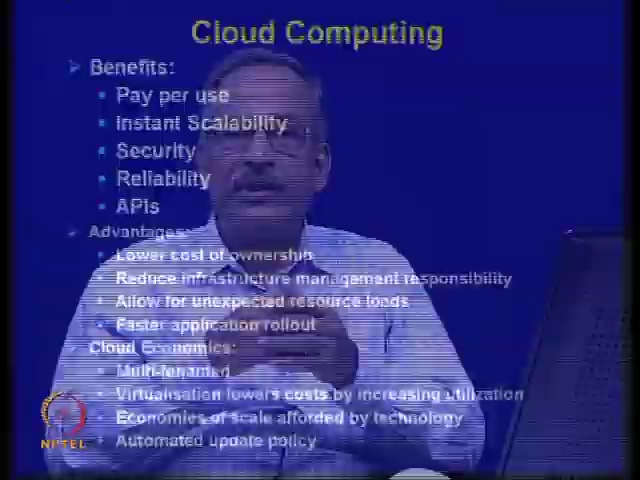 Cloud Computing
Benefits:
Pay per use
Instant Scalability
Security
Reliability
APIs
Advantages:
Lower cost of ownership
Reduce infrastructure management responsibility
Allow for unexpected resource loads
Faster application rollout
Cloud Economics:
Multi-tenanted
Virtualisation lowers costs by increasing utilization
Economies of scale afforded by technology
Automated update policy
NPTEL